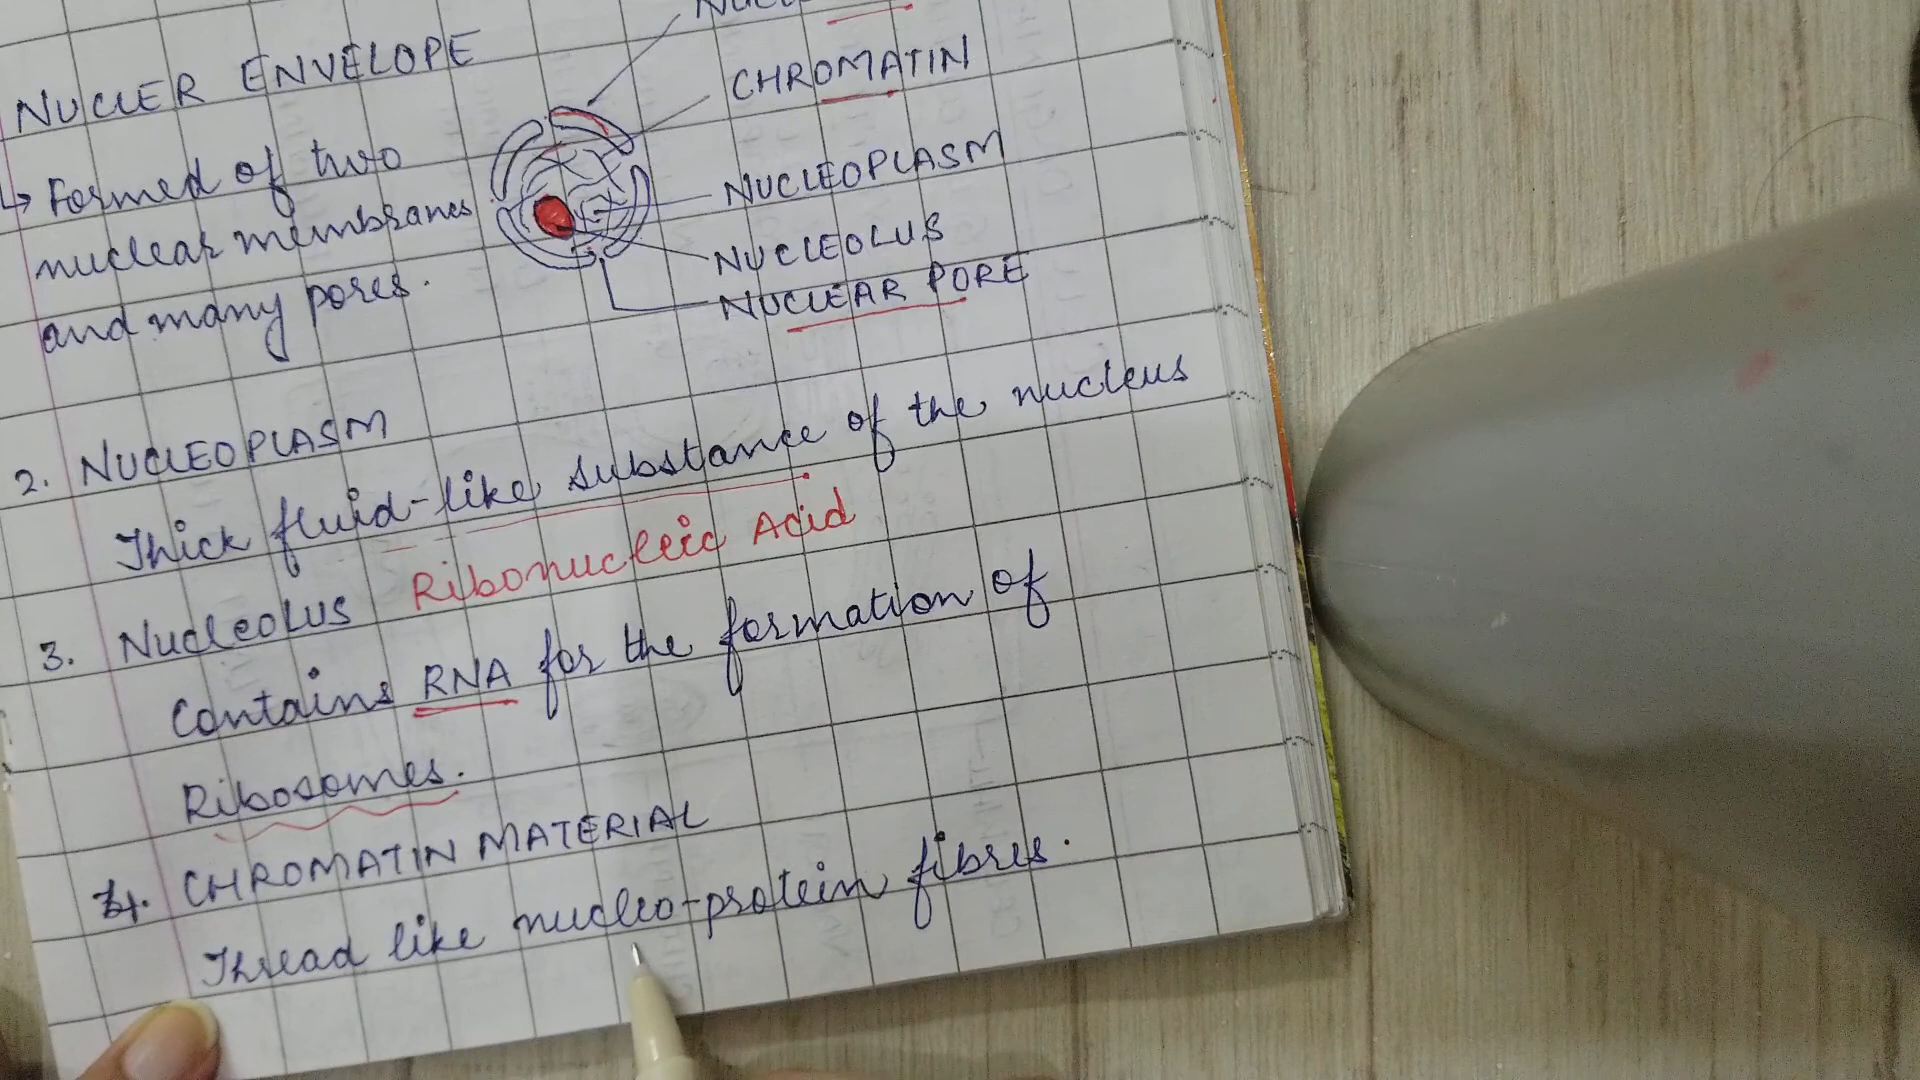 CHROMATIN
NUCLER ENVELOPE
↳ Formed of two
nuclear membranes
and many pores.
NUCLEOPLASM
NUCLEOLUS
NUCLEAR PORE
2. NUCLEOPLASM
Thick fluid-like substance of the nucleus
Ribonucleic Acid
3. NucleoLUS
Contains RNA for the formation of
Ribosomes.
4. CHROMATIN MATERIAL
Thread like nucleo-protein fibres.